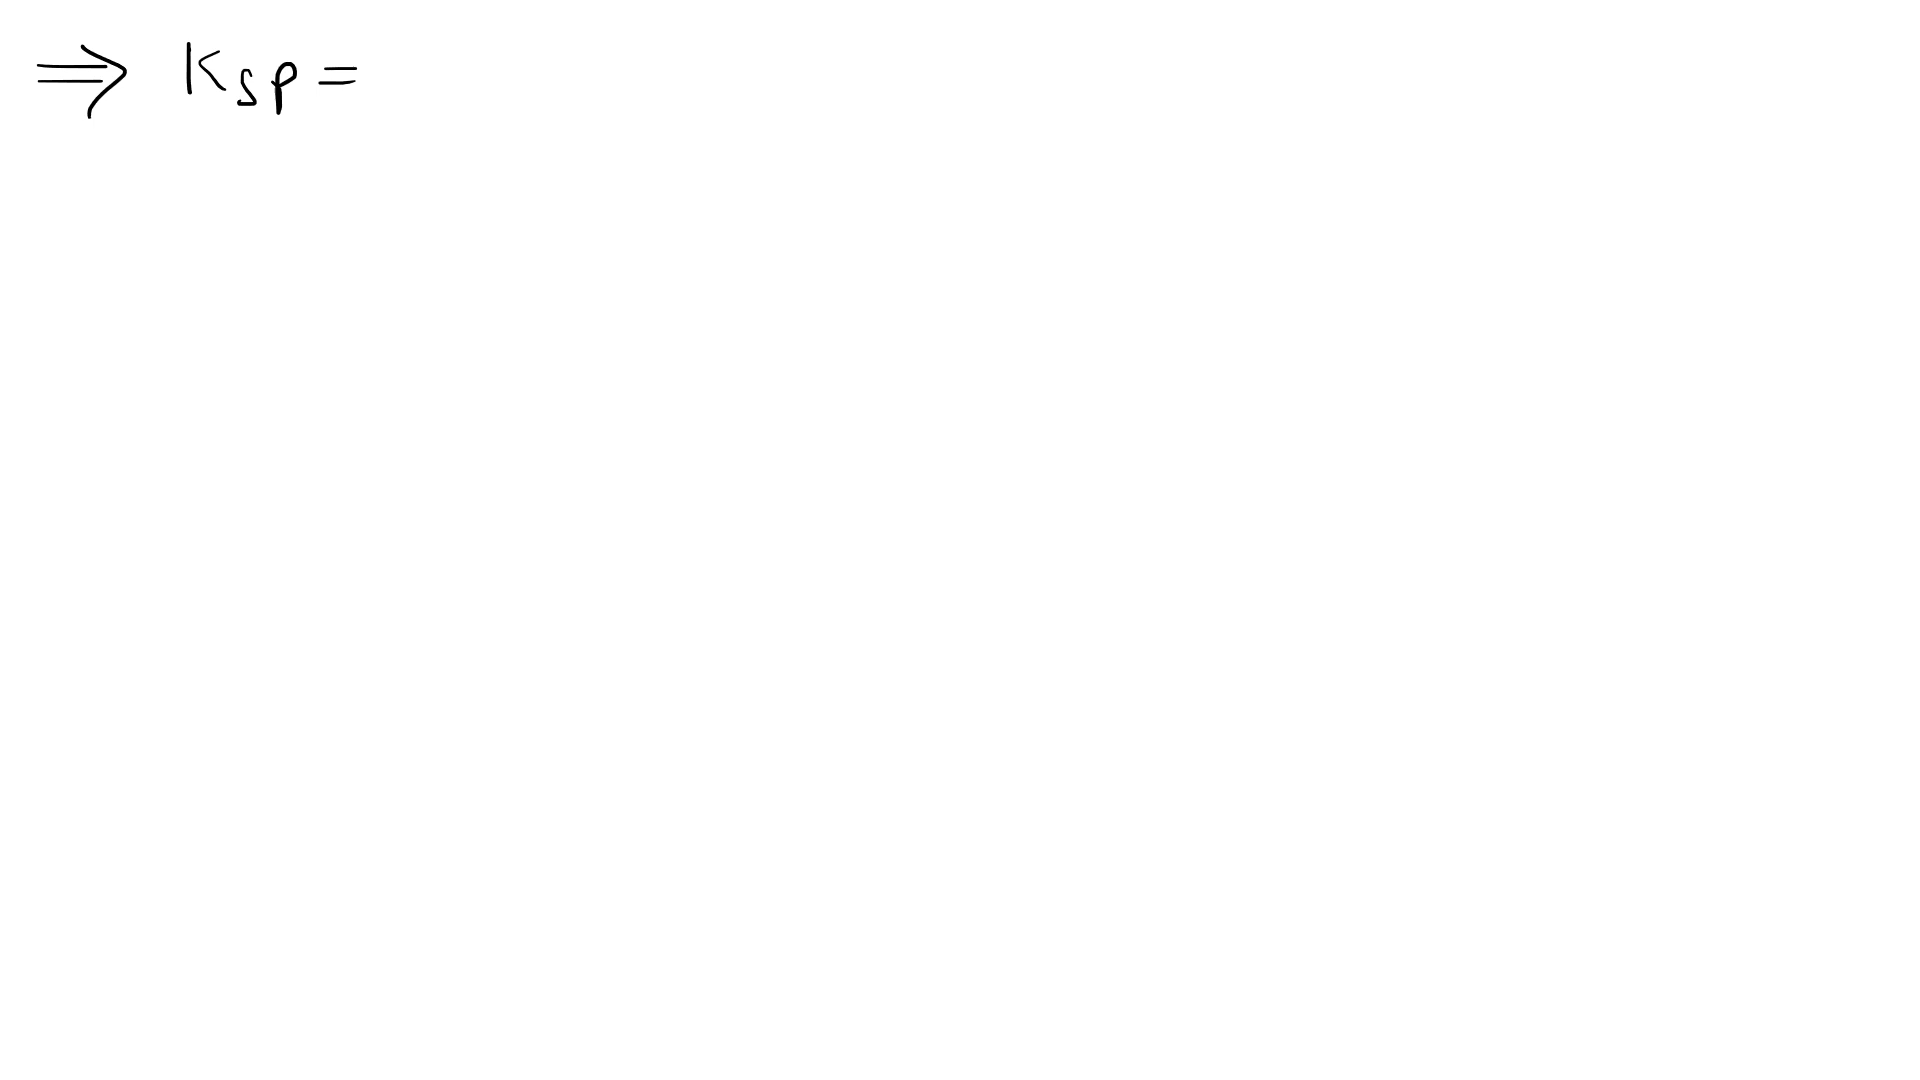 ⇒ Ksp =